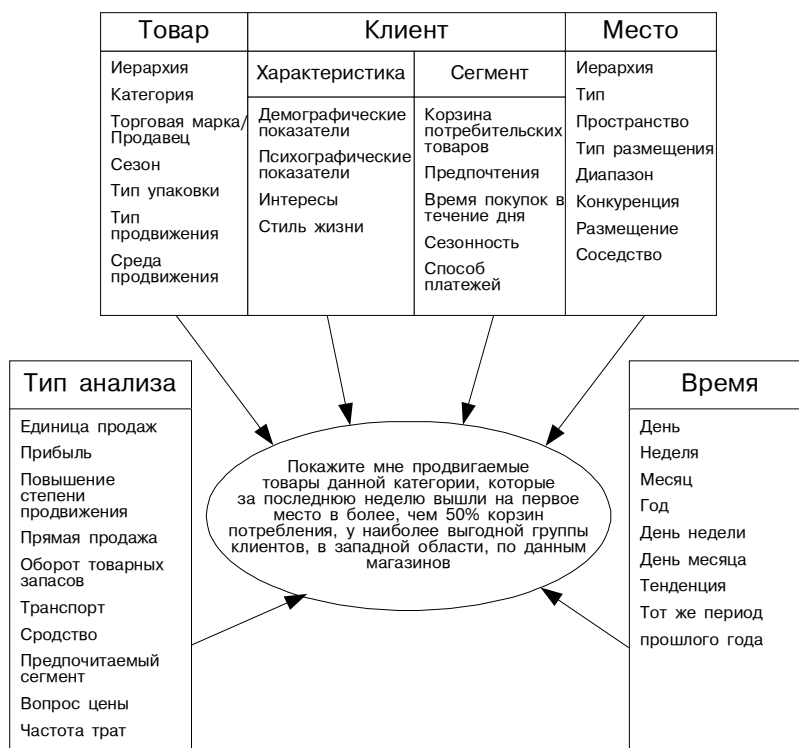 Товар
Клиент
Место
Иерархия
Категория
Торговая марка/
Продавец
Сезон
Тип упаковки
Тип
продвижения
Среда
продвижения
Характеристика
Демографические
показатели
Психографические
показатели
Интересы
Стиль жизни
Сегмент
Корзина
потребительских
товаров
Предпочтения
Время покупок в
течение дня
Сезонность
Способ
платежей
Иерархия
Тип
Пространство
Тип размещения
Диапазон
Конкуренция
Размещение
Соседство
Тип анализа
Единица продаж
Прибыль
Повышение
степени
продвижения
Прямая продажа
Оборот товарных
запасов
Транспорт
Сродство
Предпочитаемый
сегмент
Вопрос цены
Частота трат
Покажите мне продвигаемые
товары данной категории, которые
за последнюю неделю вышли на первое
место в более, чем 50% корзин
потребления, у наиболее выгодной группы
клиентов, в западной области, по данным
магазинов
Время
День
Неделя
Месяц
Год
День недели
День месяца
Тенденция
Тот же период
прошлого года